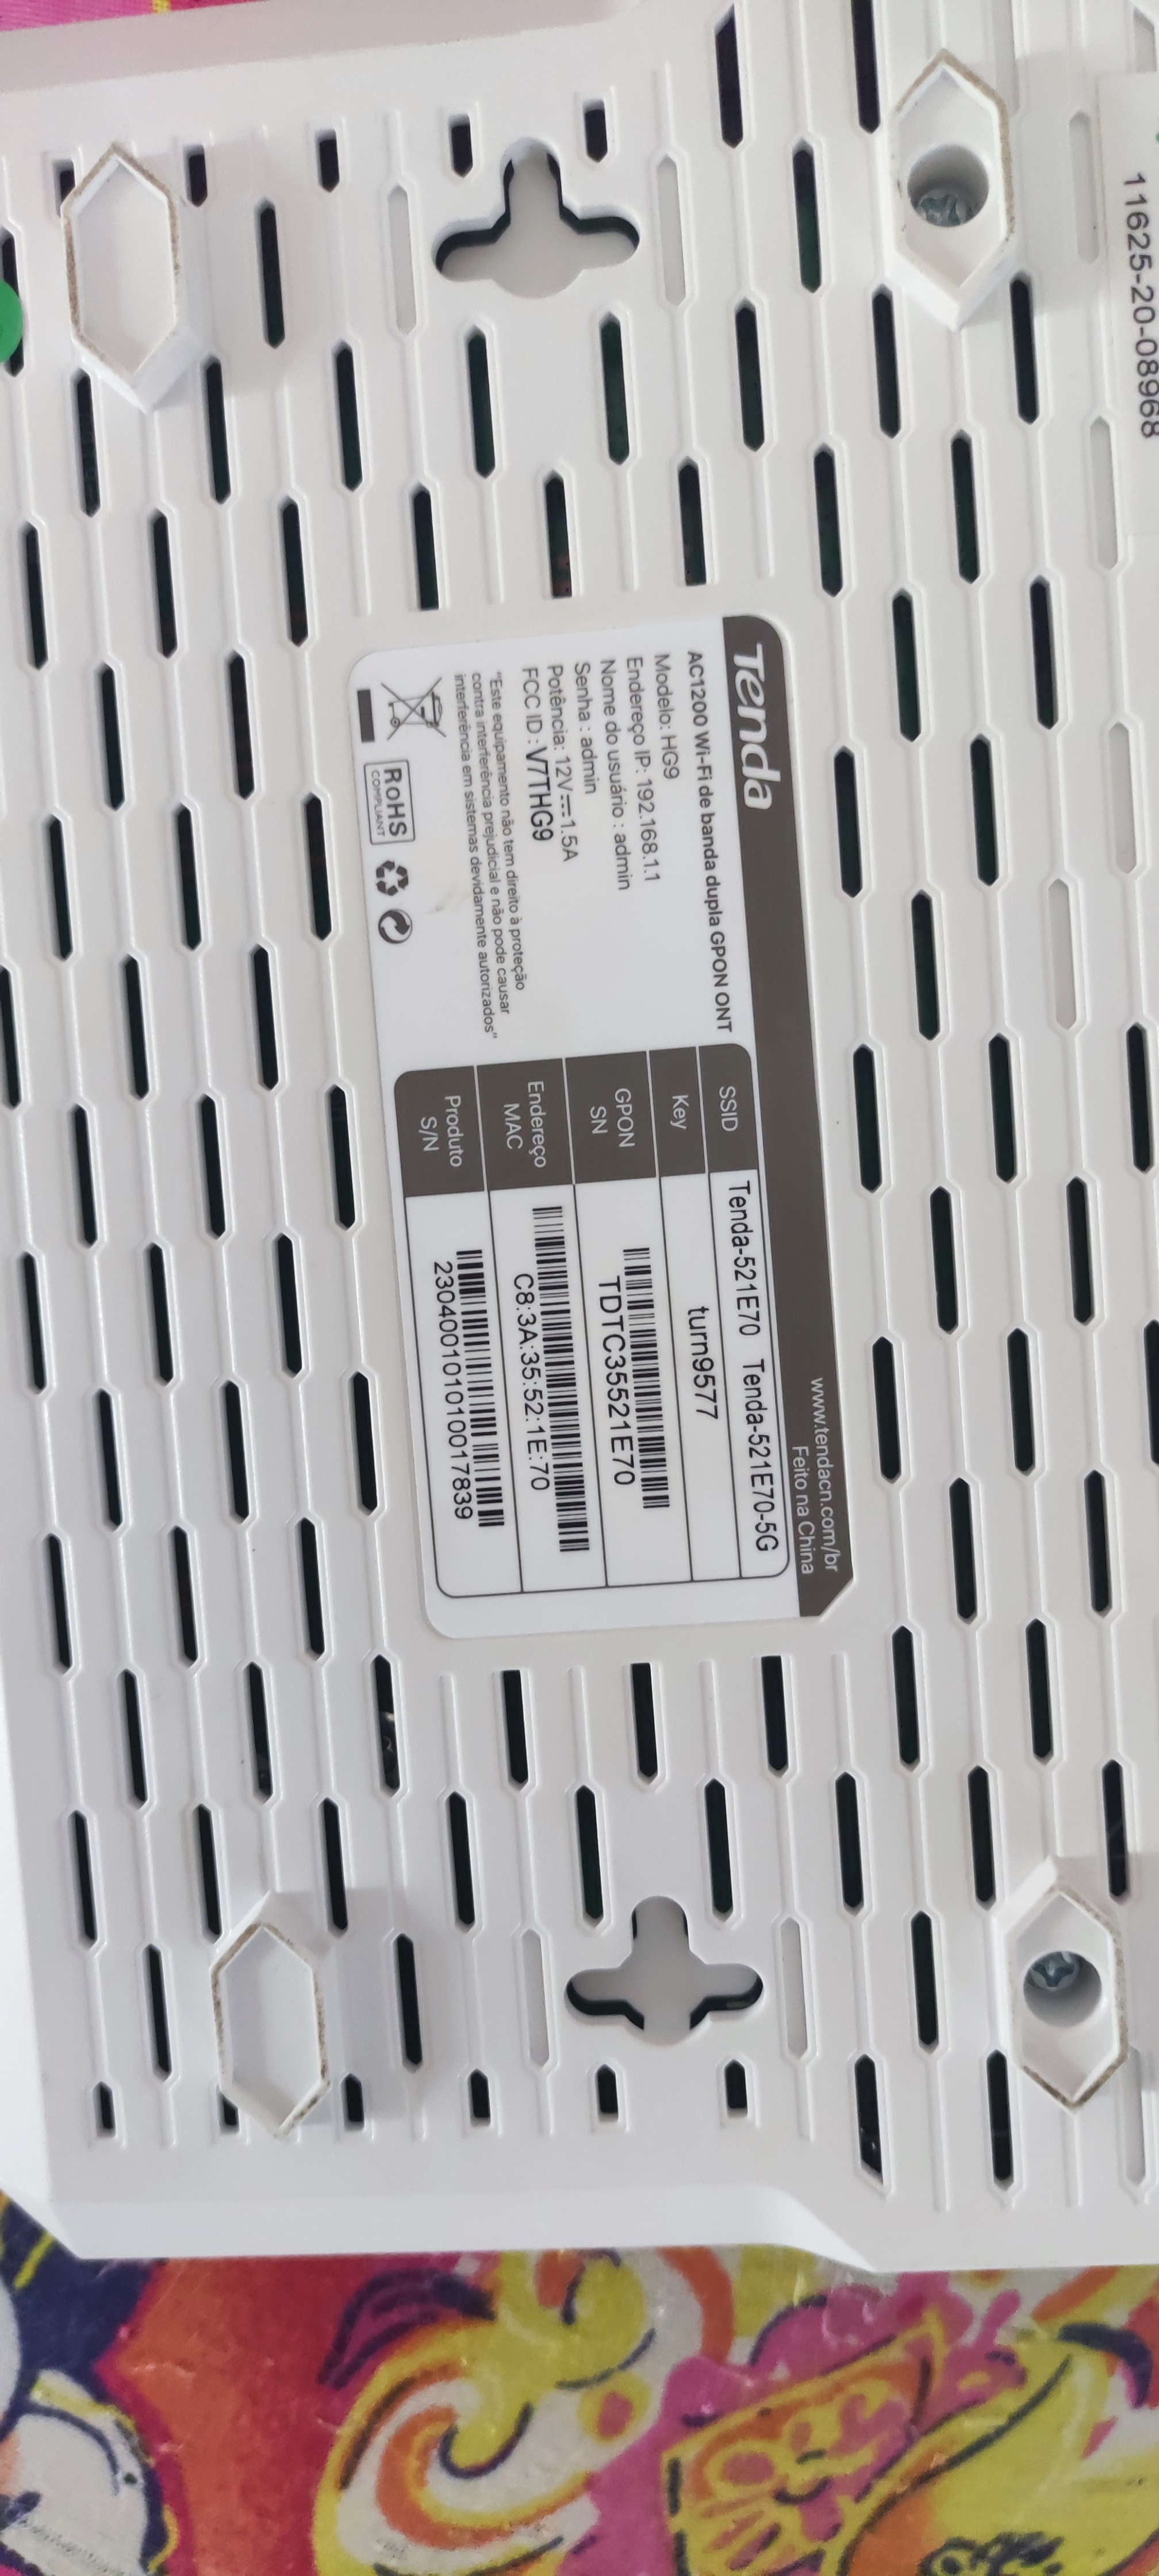 11625-20-08968
Tenda
www.tendacn.com/br
Feito na China
AC1200 Wi-Fi de banda dupla GPON ONT
Modelo: HG9
Endereço IP: 192.168.1.1
Nome do usuário : admin
Senha : admin
Potência: 12V⎓1.5A
FCC ID : V7THG9
"Este equipamento não tem direito à proteção
contra interferência prejudicial e não pode causar
interferência em sistemas devidamente autorizados"
RoHS
COMPLIANT
SSID Tenda-521E70 Tenda-521E70-5G
Key turn9577
GPON
SN
TDTC35521E70
Endereço
MAC
C8:3A:35:52:1E:70
Produto
S/N
230400101010017839